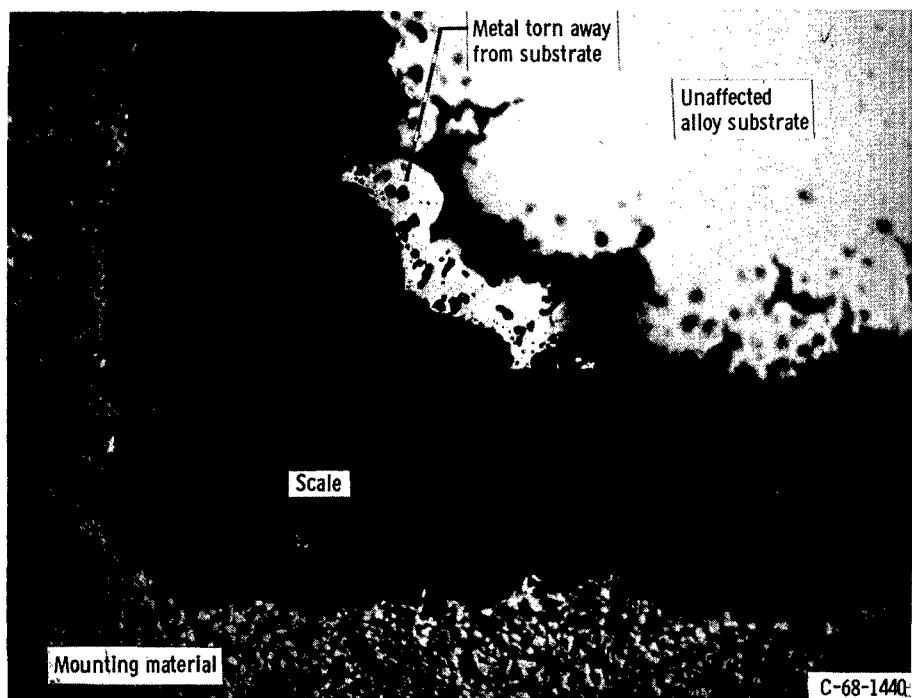 Metal torn away
from substrate
Unaffected
alloy substrate
Scale
Mounting material
C-68-1440